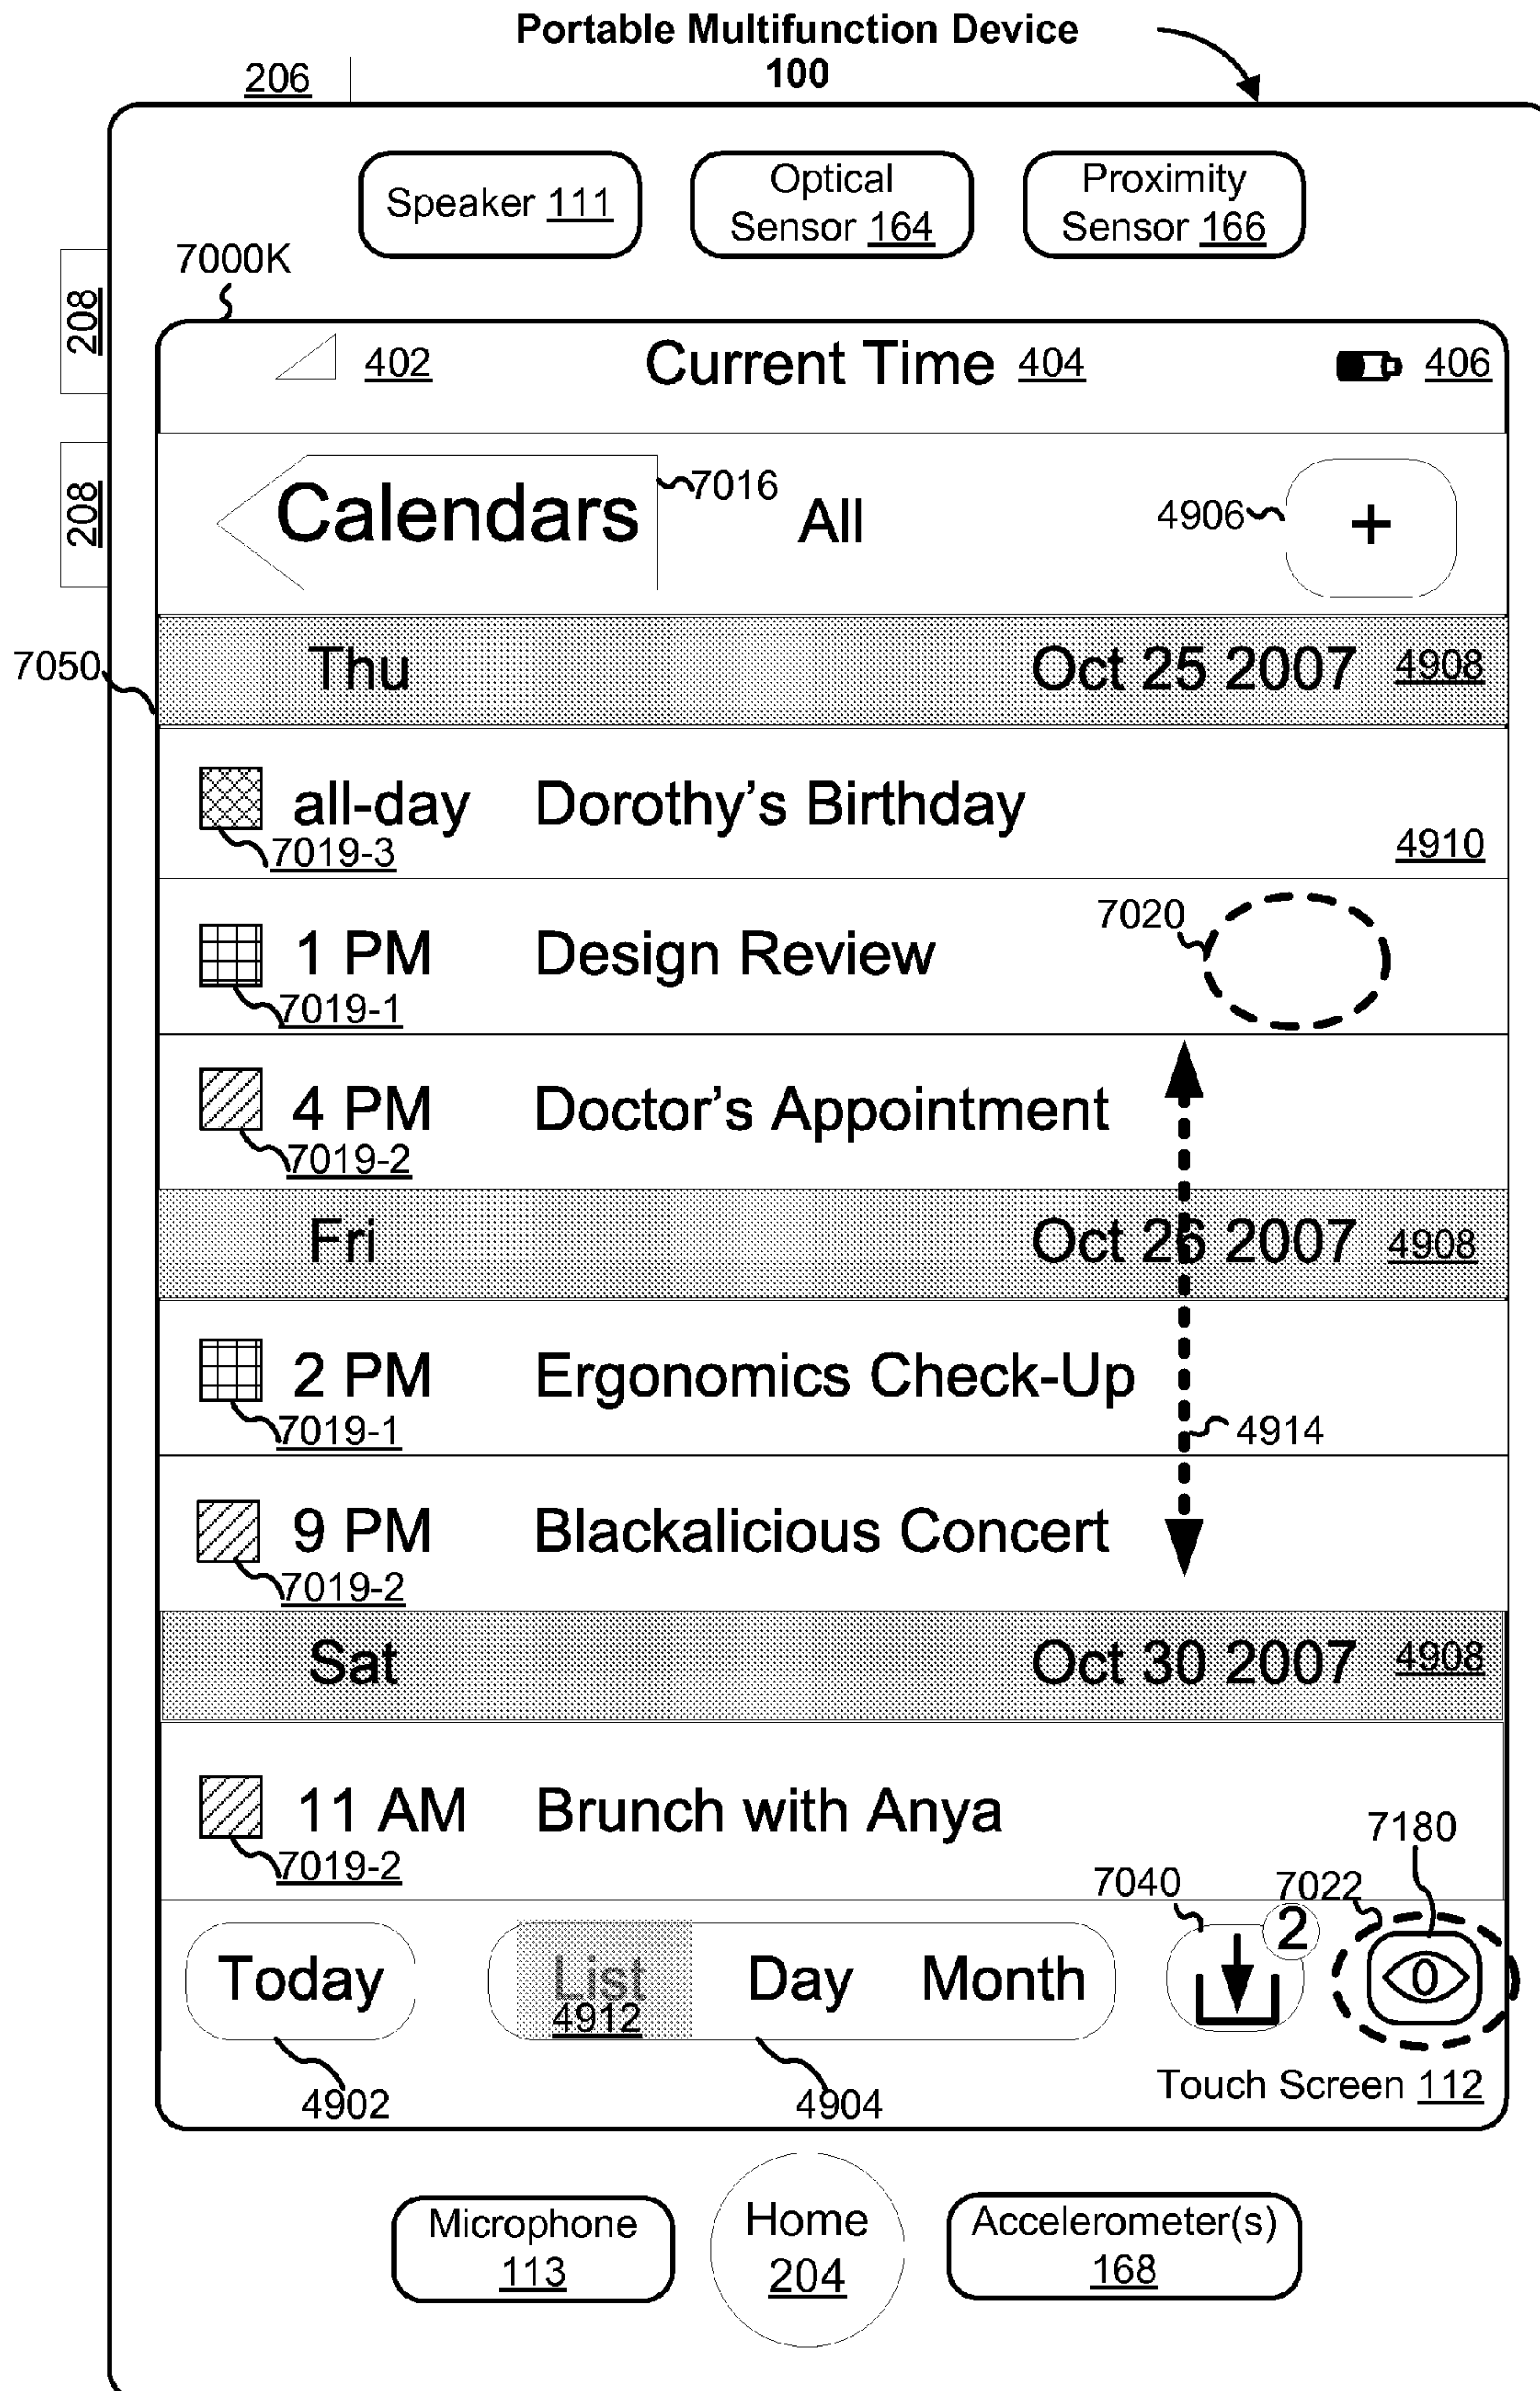 Portable Multifunction Device
100
206
Speaker 111
Optical
Sensor 164
Proximity
Sensor 166
208
7000K
402
Current Time 404
406
208
Calendars
7016
All
4906
+
7050
Thu
Oct 25 2007
4908
all-day
Dorothy's Birthday
7019-3
4910
7020
1 PM
Design Review
7019-1
4 PM
Doctor's Appointment
7019-2
Fri
Oct 26 2007
4908
2 PM
Ergonomics Check-Up
7019-1
4914
9 PM
Blackalicious Concert
7019-2
Sat
Oct 30 2007
4908
11 AM
Brunch with Anya
7180
7019-2
7040
7022
2
Today
List
Day
Month
4912
Touch Screen 112
4902
4904
Microphone
113
Home
204
Accelerometer(s)
168